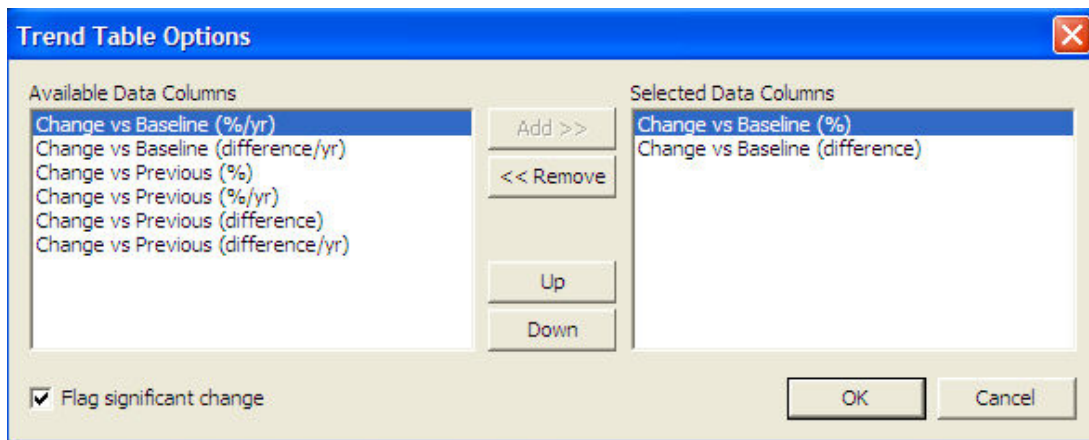 Trend Table Options
Available Data Columns
Change vs Baseline (%/yr)
Change vs Baseline (difference/yr)
Change vs Previous (%)
Change vs Previous (%/yr)
Change vs Previous (difference)
Change vs Previous (difference/yr)
Add >>
<< Remove
Up
Down
Selected Data Columns
Change vs Baseline (%)
Change vs Baseline (difference)
Flag significant change
OK
Cancel